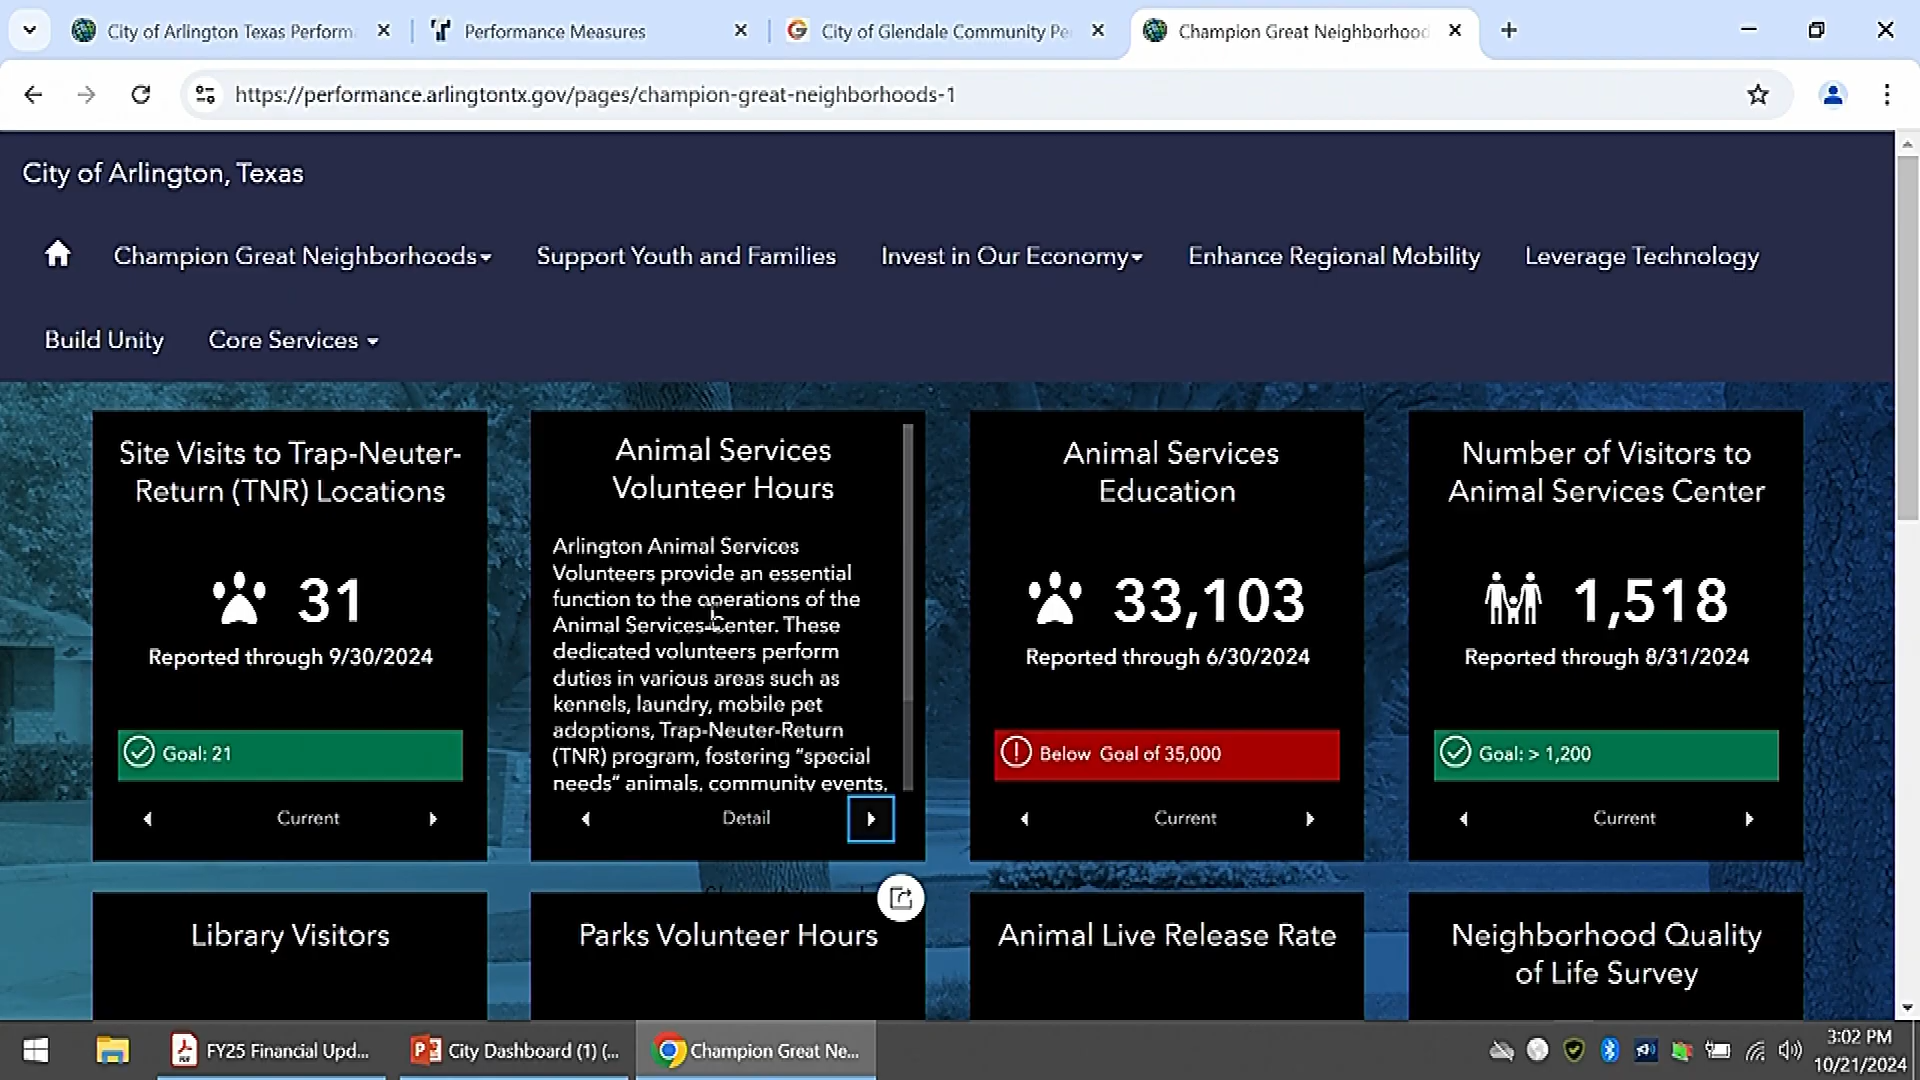 City of Arlington Texas Perform
Performance Measures
City of Glendale Community Pe
Champion Great Neighborhood
https://performance.arlingtontx.gov/pages/champion-great-neighborhoods-1
City of Arlington, Texas
Champion Great Neighborhoods
Support Youth and Families
Invest in Our Economy
Enhance Regional Mobility
Leverage Technology
Build Unity
Core Services
Site Visits to Trap-Neuter-
Return (TNR) Locations
31
Reported through 9/30/2024
Goal: 21
Current
Animal Services
Volunteer Hours
Arlington Animal Services
Volunteers provide an essential
function to the operations of the
Animal Services Center. These
dedicated volunteers perform
duties in various areas such as
kennels, laundry, mobile pet
adoptions, Trap-Neuter-Return
(TNR) program, fostering "special
needs" animals, community events,
Detail
Animal Services
Education
33,103
Reported through 6/30/2024
Below Goal of 35,000
Current
Number of Visitors to
Animal Services Center
1,518
Reported through 8/31/2024
Goal: > 1,200
Current
Library Visitors
Parks Volunteer Hours
Animal Live Release Rate
Neighborhood Quality
of Life Survey
FY25 Financial Upd...
City Dashboard (1) (...
Champion Great Ne...
3:02 PM
10/21/2024